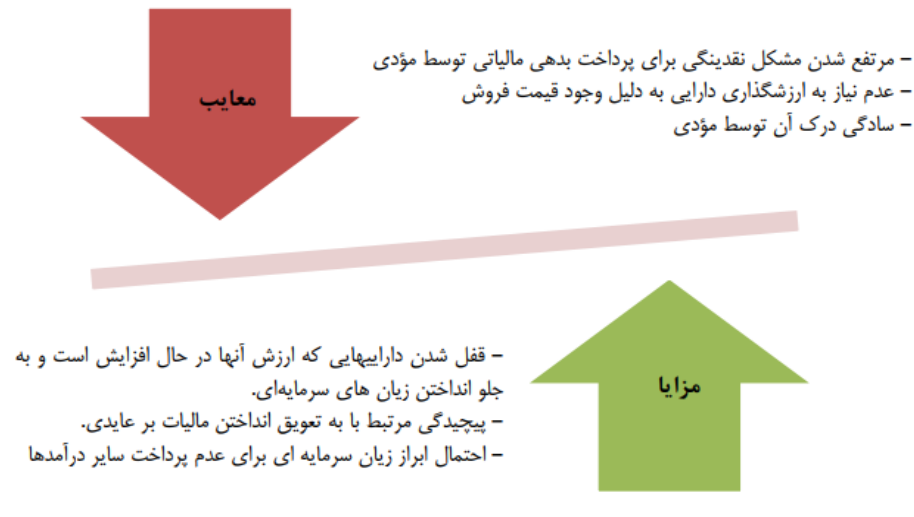 معایب
– مرتفع شدن مشکل نقدینگی برای پرداخت بدهی مالیاتی توسط مؤدی
– عدم نیاز به ارزشگذاری دارایی به دلیل وجود قیمت فروش
– سادگی درک آن توسط مؤدی
مزایا
– قفل شدن داراییهایی که ارزش آنها در حال افزایش است و به
جلو انداختن زیان های سرمایه‌ای.
– پیچیدگی مرتبط با به تعویق انداختن مالیات بر عایدی.
– احتمال ابراز زیان سرمایه ای برای عدم پرداخت سایر درآمدها